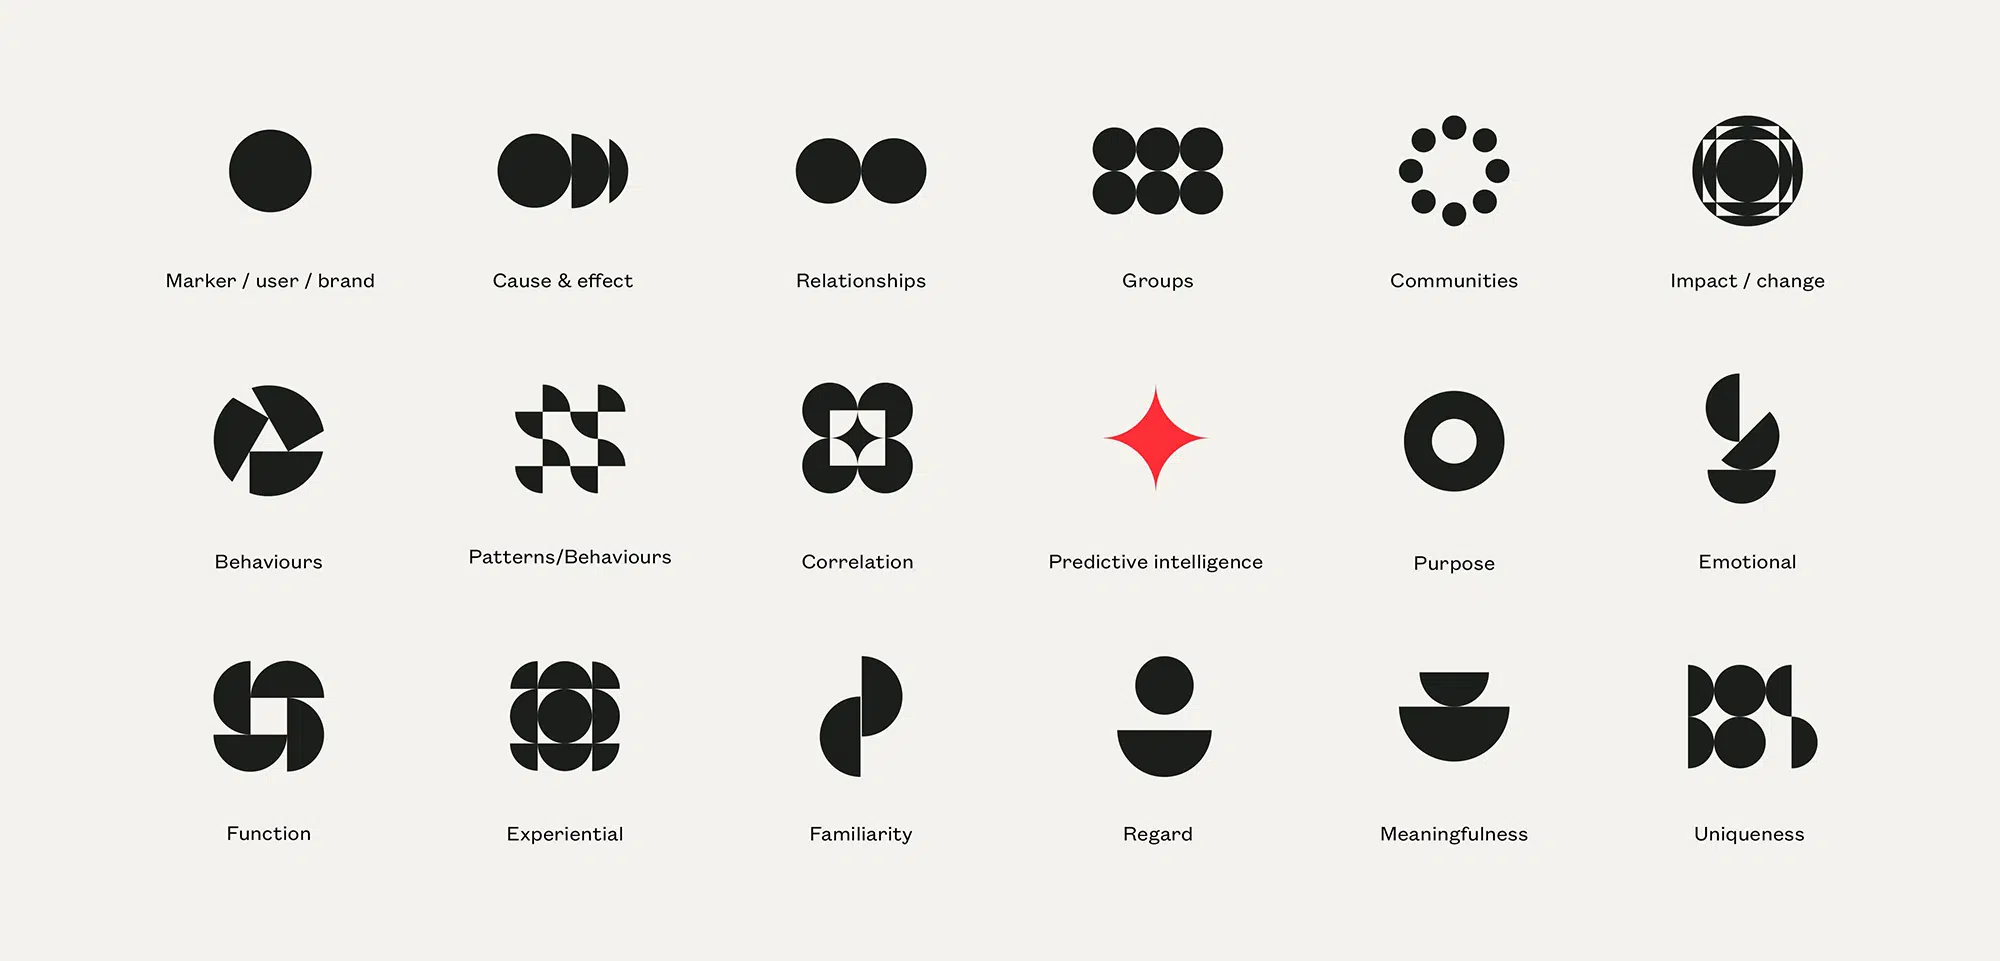 Marker / user / brand
Cause & effect
Relationships
Groups
Communities
Impact / change
Behaviours
Patterns/Behaviours
Correlation
Predictive intelligence
Purpose
Emotional
Function
Experiential
Familiarity
Regard
Meaningfulness
Uniqueness